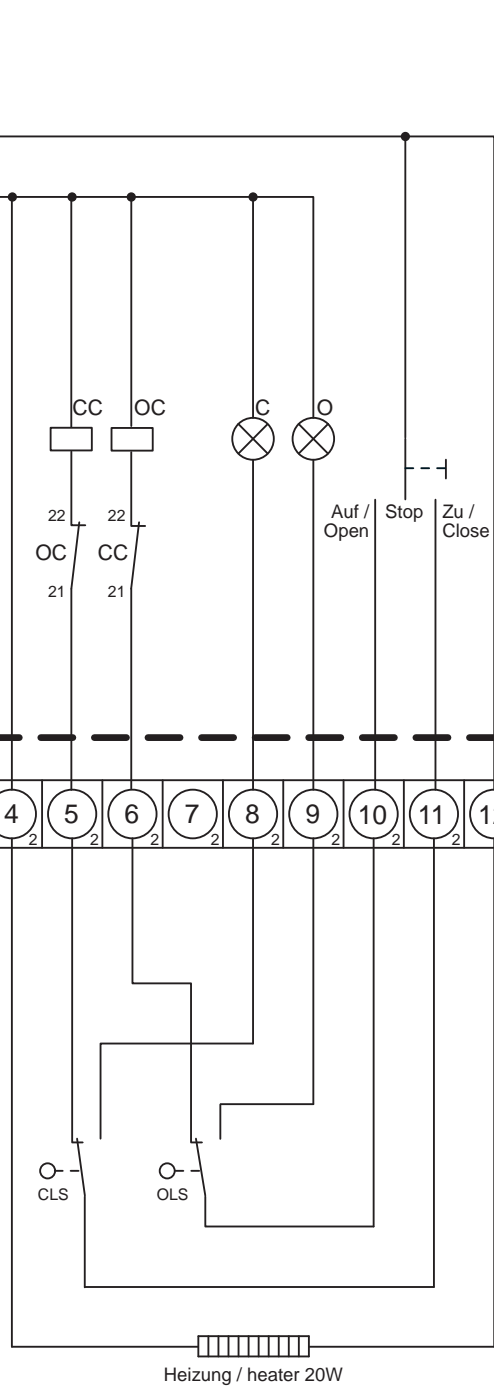 CC OC C O
Auf / Stop Zu /
Open Close
22 22
OC CC
21 21
4 5 6 7 8 9 10 11
2 2 2 2 2 2 2 2
CLS OLS
Heizung / heater 20W